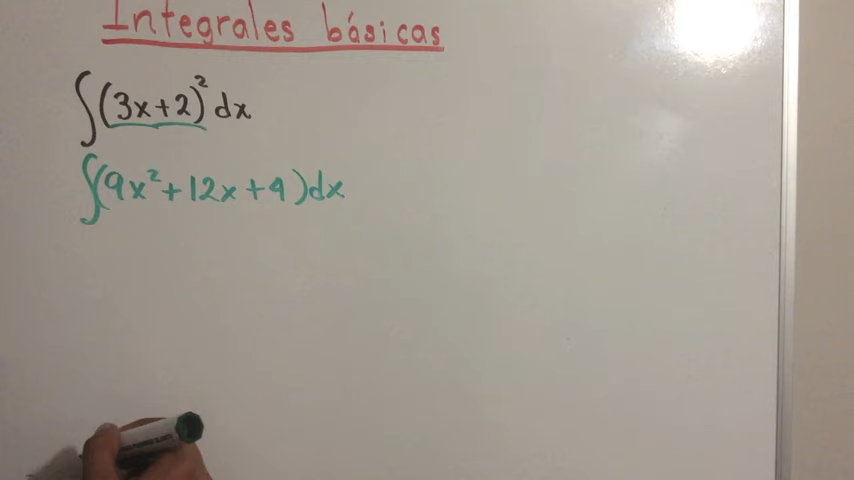 Integrales básicas
∫(3x+2)² dx
∫(9x²+12x+4)dx